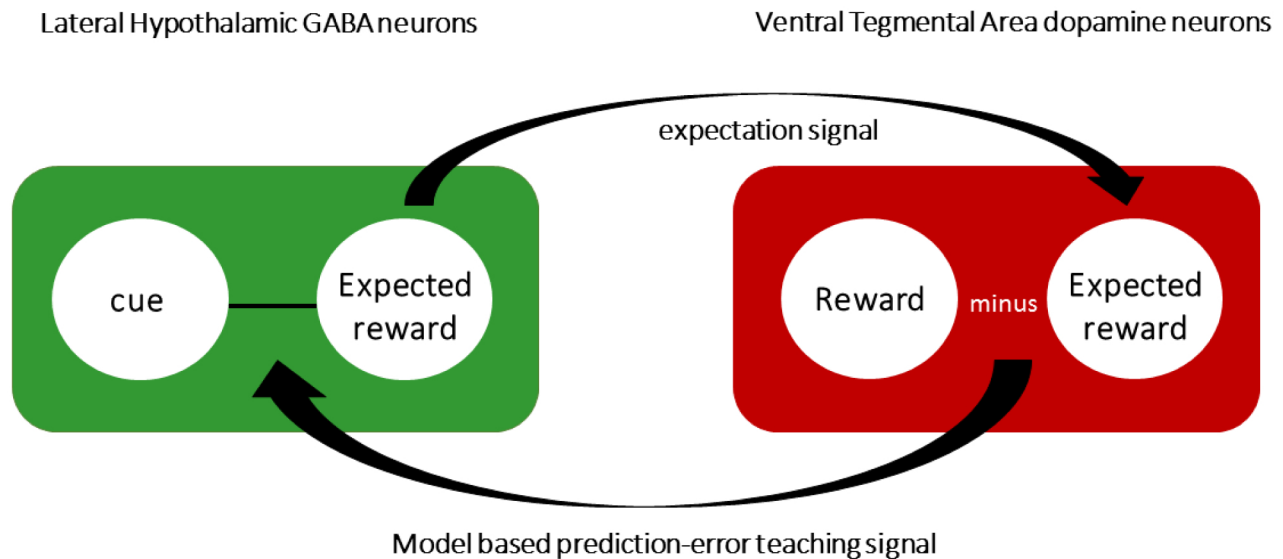 Lateral Hypothalamic GABA neurons
Ventral Tegmental Area dopamine neurons
expectation signal
cue
Expected
reward
Reward
minus
Expected
reward
Model based prediction-error teaching signal